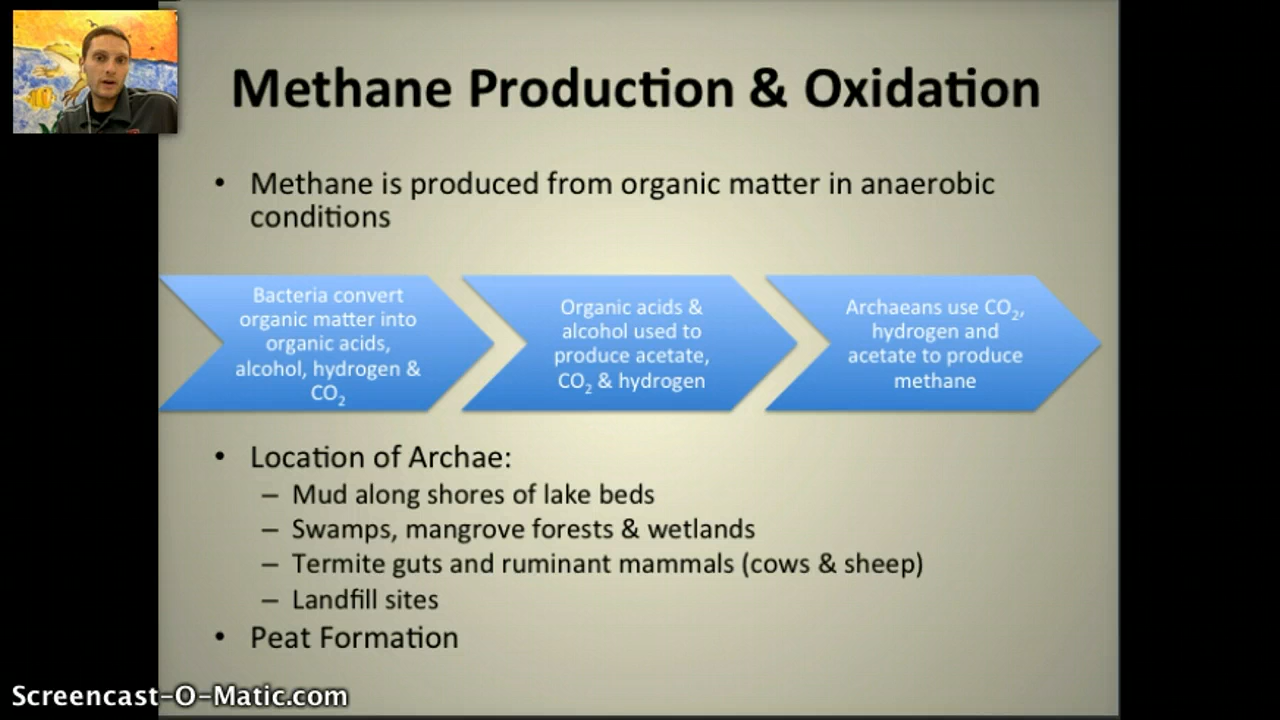 Methane Production & Oxidation
• Methane is produced from organic matter in anaerobic
conditions
Bacteria convert
organic matter into
organic acids,
alcohol, hydrogen &
CO₂
Organic acids &
alcohol used to
produce acetate,
CO₂ & hydrogen
Archaeans use CO₂,
hydrogen and
acetate to produce
methane
• Location of Archae:
– Mud along shores of lake beds
– Swamps, mangrove forests & wetlands
– Termite guts and ruminant mammals (cows & sheep)
– Landfill sites
• Peat Formation
Screencast-O-Matic.com